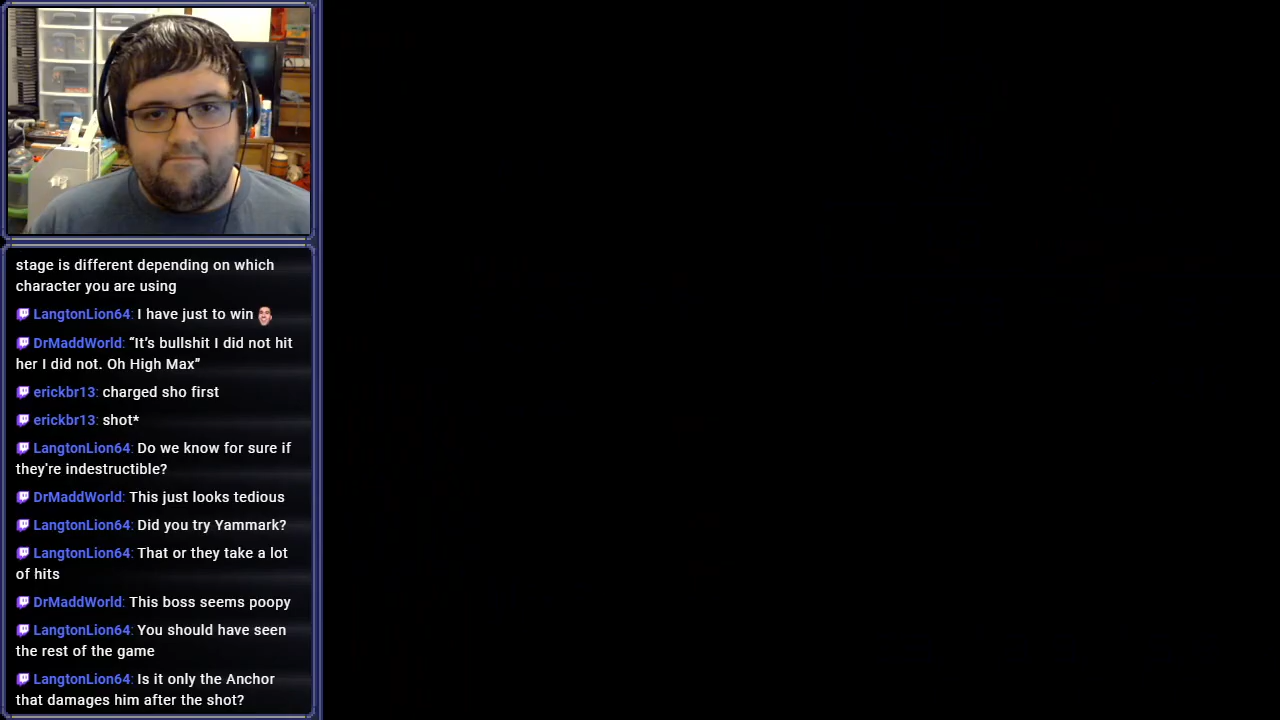 stage is different depending on which
character you are using
LangtonLion64: I have just to win
DrMaddWorld: “It’s bullshit I did not hit
her I did not. Oh High Max”
erickbr13: charged sho first
erickbr13: shot*
LangtonLion64: Do we know for sure if
they're indestructible?
DrMaddWorld: This just looks tedious
LangtonLion64: Did you try Yammark?
LangtonLion64: That or they take a lot
of hits
DrMaddWorld: This boss seems poopy
LangtonLion64: You should have seen
the rest of the game
LangtonLion64: Is it only the Anchor
that damages him after the shot?